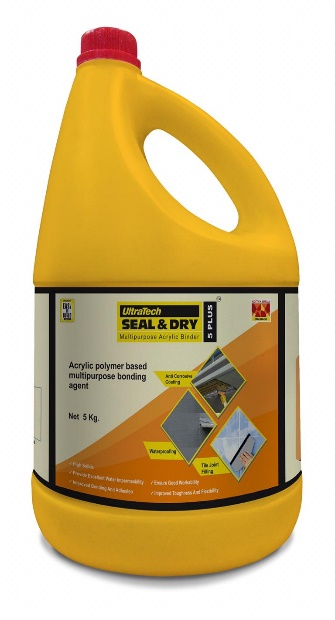 UltraTech
SEAL & DRY
5 PLUS
Multipurpose Acrylic Binder
Acrylic polymer based
multipurpose bonding
agent
Net 5 Kg.
Anti Corrosive
Coating
Waterproofing
Tile Joint
Filling
✓ High Solids
✓ Provide Excellent Water Impermeability
✓ Improved Bonding And Adhesion
✓ Ensure Good Workability
✓ Improved Toughness And Flexibility